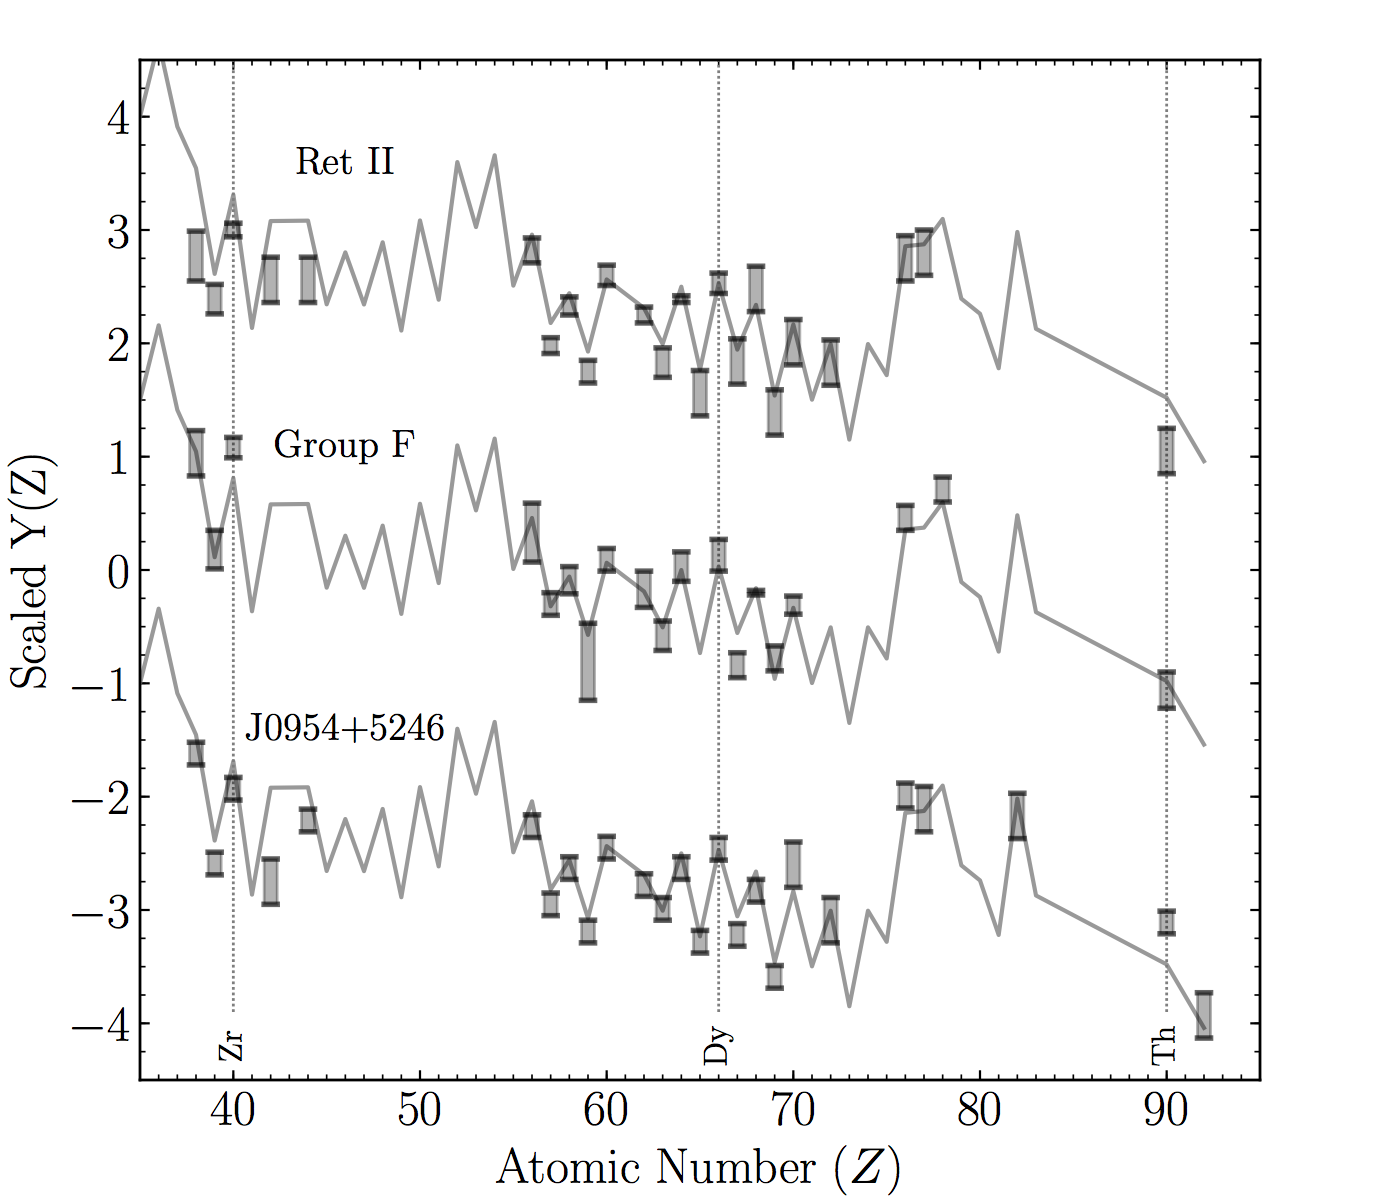 4
Ret II
3
2
1
Group F
0
−1
J0954+5246
−2
−3
−4
Scaled Y(Z)
Zr
Dy
Th
40 50 60 70 80 90
Atomic Number (Z)